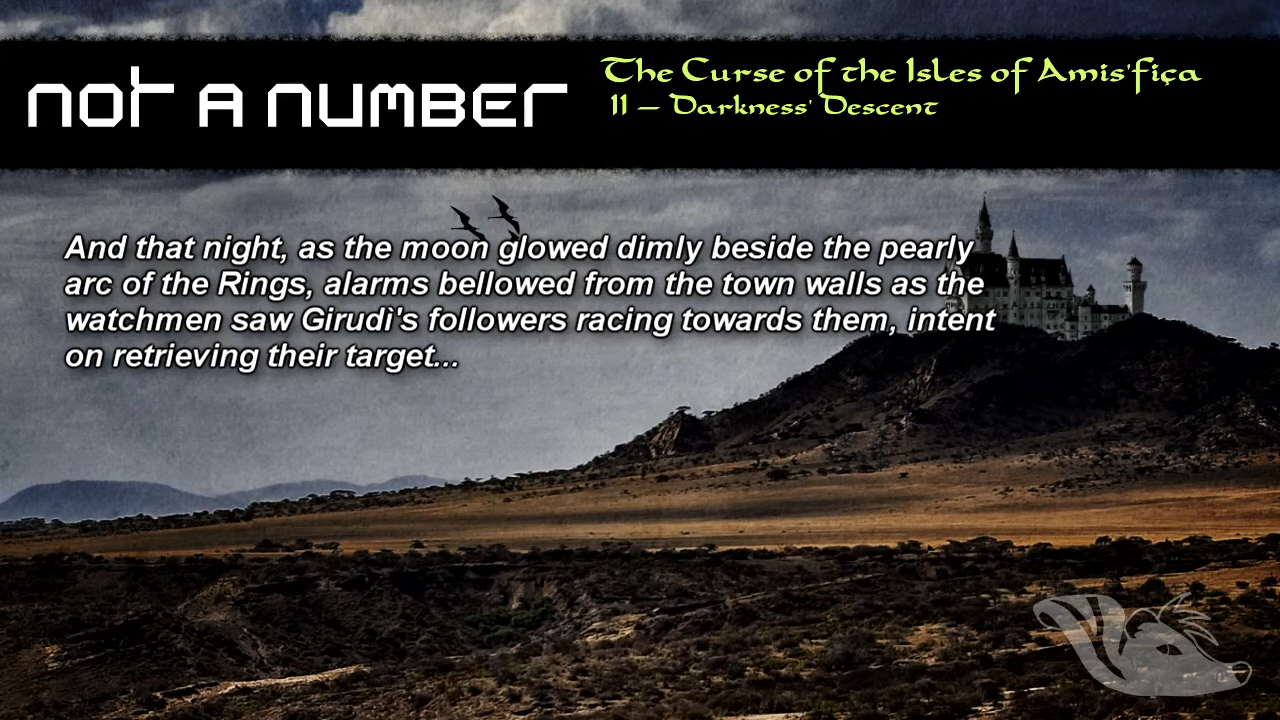 not a number
The Curse of the Isles of Amis'fiça
II – Darkness' Descent
And that night, as the moon glowed dimly beside the pearly
arc of the Rings, alarms bellowed from the town walls as the
watchmen saw Girudi's followers racing towards them, intent
on retrieving their target...